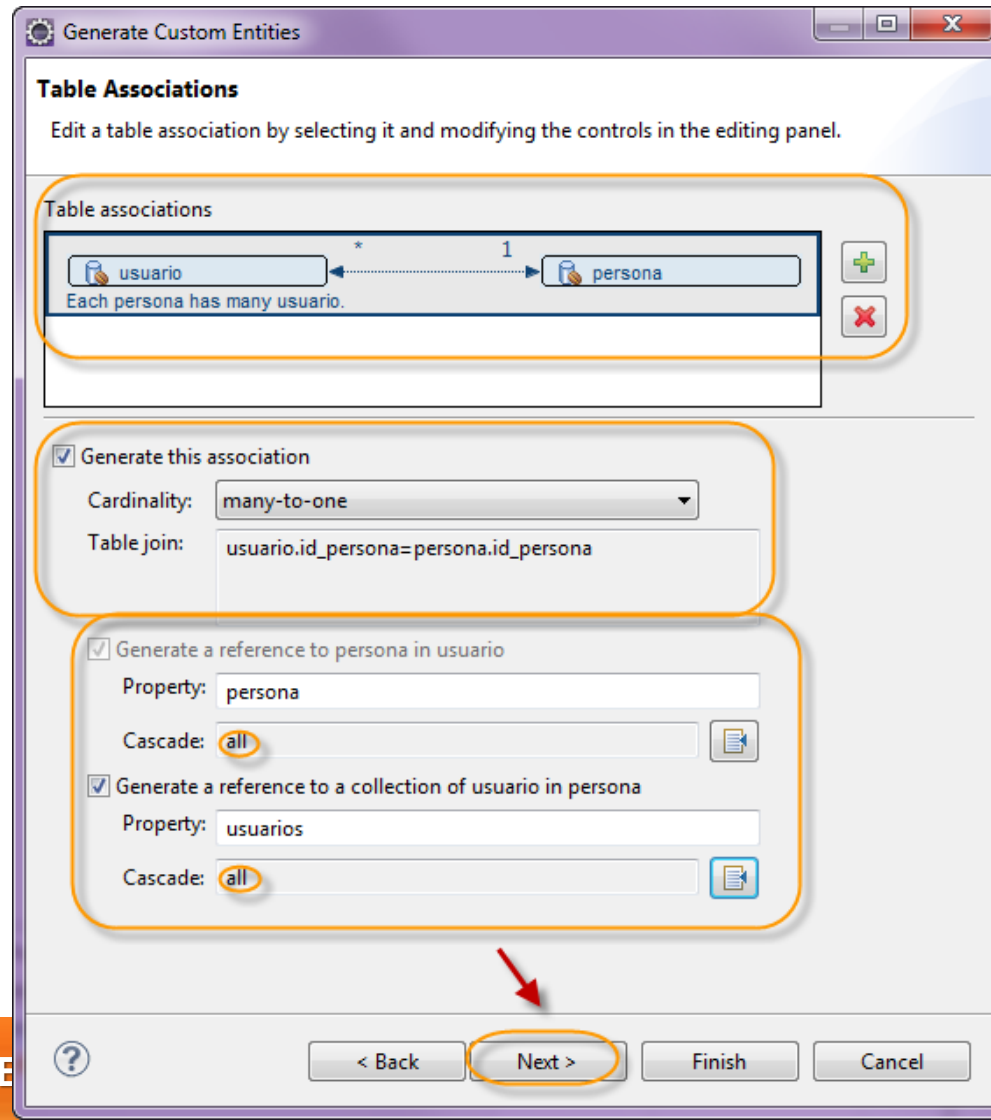 Generate Custom Entities
Table Associations
Edit a table association by selecting it and modifying the controls in the editing panel.
Table associations
* 1
usuario persona
Each persona has many usuario.
Generate this association
Cardinality: many-to-one
Table join: usuario.id_persona=persona.id_persona
Generate a reference to persona in usuario
Property: persona
Cascade: all
Generate a reference to a collection of usuario in persona
Property: usuarios
Cascade: all
? < Back Next > Finish Cancel